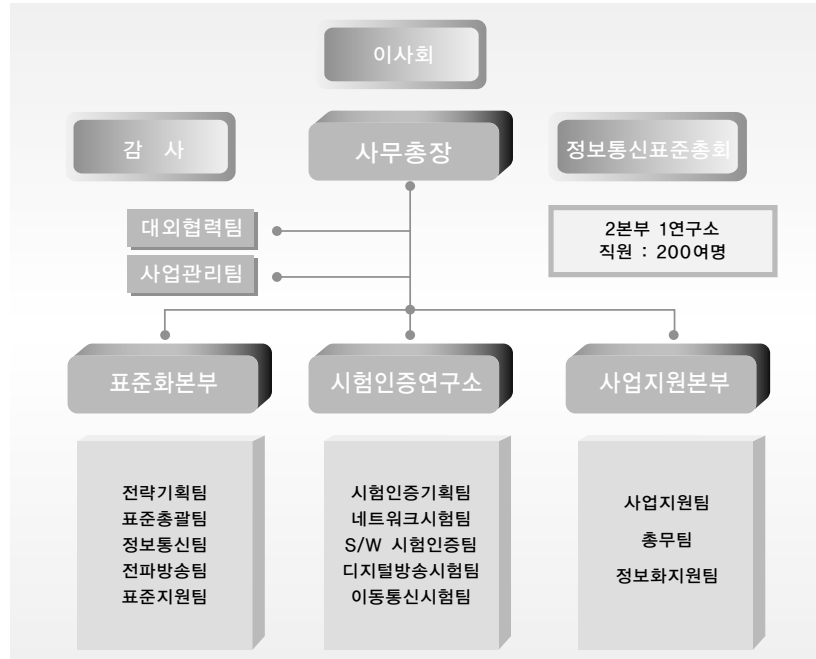 이사회
감 사
사무총장
정보통신표준총회
대외협력팀
사업관리팀
2본부 1연구소
직원 : 200여명
표준화본부
시험인증연구소
사업지원본부
전략기획팀
표준총괄팀
정보통신팀
전파방송팀
표준지원팀
시험인증기획팀
네트워크시험팀
S/W 시험인증팀
디지털방송시험팀
이동통신시험팀
사업지원팀
총무팀
정보화지원팀